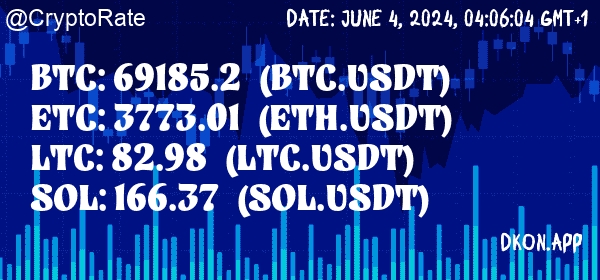 @CryptoRate
DATE: JUNE 4, 2024, 04:06:04 GMT+1
BTC: 69185.2 (BTC.USDT)
ETC: 3773.01 (ETH.USDT)
LTC: 82.98 (LTC.USDT)
SOL: 166.37 (SOL.USDT)
DKON.APP